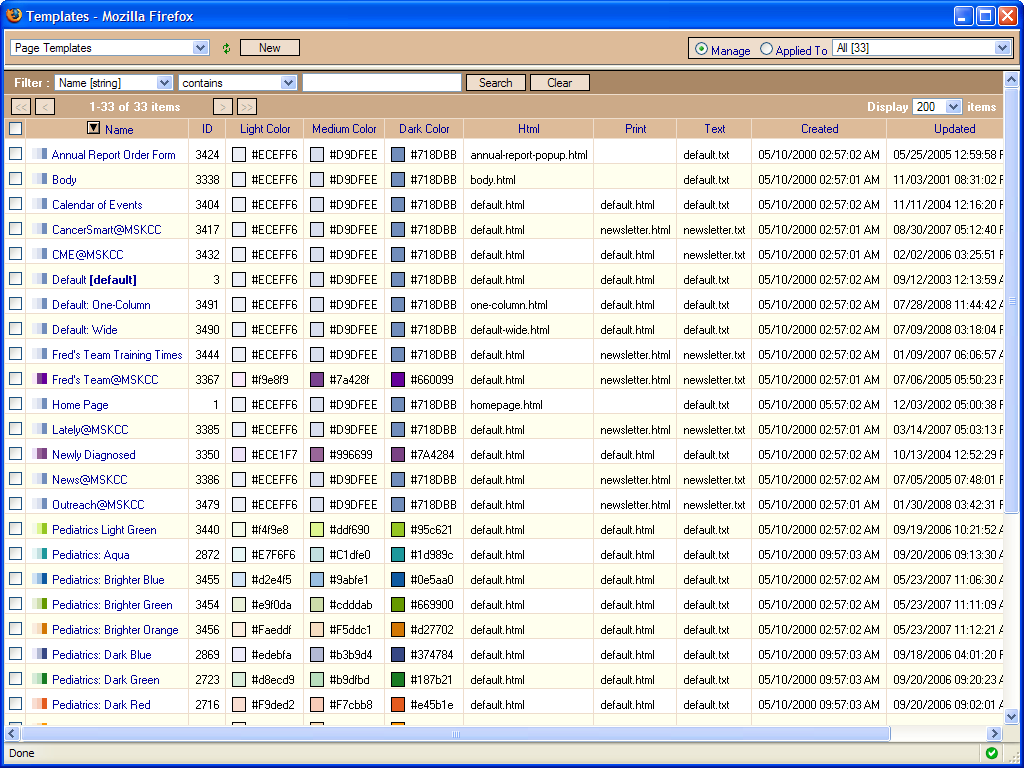 Templates - Mozilla Firefox
Page Templates New Manage Applied To All [33]
Filter : Name [string] contains Search Clear
<< < 1-33 of 33 items > >> Display 200 items
Name ID Light Color Medium Color Dark Color Html Print Text Created Updated
Annual Report Order Form 3424 #ECEFF6 #D9DFEE #718DBB annual-report-popup.html default.txt 05/10/2000 02:57:02 AM 05/25/2005 12:59:58 P
Body 3338 #ECEFF6 #D9DFEE #718DBB body.html default.txt 05/10/2000 02:57:01 AM 11/03/2001 08:31:02 P
Calendar of Events 3404 #ECEFF6 #D9DFEE #718DBB default.html default.html default.txt 05/10/2000 02:57:02 AM 11/11/2004 12:16:20 P
CancerSmart@MSKCC 3417 #ECEFF6 #D9DFEE #718DBB default.html newsletter.html newsletter.txt 05/10/2000 02:57:01 AM 08/30/2007 05:12:40 P
CME@MSKCC 3432 #ECEFF6 #D9DFEE #718DBB default.html default.html newsletter.txt 05/10/2000 02:57:02 AM 02/02/2006 03:25:51 P
Default [default] 3 #ECEFF6 #D9DFEE #718DBB default.html default.html default.txt 05/10/2000 02:57:02 AM 09/12/2003 12:13:59 A
Default: One-Column 3491 #ECEFF6 #D9DFEE #718DBB one-column.html default.html default.txt 05/10/2000 02:57:02 AM 07/28/2008 11:44:42 A
Default: Wide 3490 #ECEFF6 #D9DFEE #718DBB default-wide.html default.html default.txt 05/10/2000 02:57:02 AM 07/09/2008 03:18:04 P
Fred's Team Training Times 3444 #ECEFF6 #D9DFEE #718DBB default.html newsletter.html newsletter.txt 05/10/2000 02:57:02 AM 01/09/2007 06:06:57 A
Fred's Team@MSKCC 3367 #f9e8f9 #7a428f #660099 default.html newsletter.html newsletter.txt 05/10/2000 02:57:01 AM 07/06/2005 05:50:23 P
Home Page 1 #ECEFF6 #D9DFEE #718DBB homepage.html default.txt 05/10/2000 05:57:02 AM 12/03/2002 05:00:38 P
Lately@MSKCC 3385 #ECEFF6 #D9DFEE #718DBB default.html newsletter.html newsletter.txt 05/10/2000 02:57:01 AM 03/14/2007 05:03:13 P
Newly Diagnosed 3350 #ECE1F7 #996699 #7A4284 default.html default.html default.txt 05/10/2000 02:57:01 AM 10/13/2004 12:52:29 P
News@MSKCC 3386 #ECEFF6 #D9DFEE #718DBB default.html newsletter.html newsletter.txt 05/10/2000 02:57:01 AM 07/05/2005 07:48:01 P
Outreach@MSKCC 3479 #ECEFF6 #D9DFEE #718DBB default.html newsletter.html newsletter.txt 05/10/2000 02:57:01 AM 01/30/2008 03:42:31 P
Pediatrics Light Green 3440 #f4f9e8 #ddf690 #95c621 default.html default.html default.txt 05/10/2000 02:57:02 AM 09/19/2006 10:21:52 A
Pediatrics: Aqua 2872 #E7F6F6 #C1dfe0 #1d989c default.html default.html default.txt 05/10/2000 09:57:03 AM 09/20/2006 09:13:30 A
Pediatrics: Brighter Blue 3455 #d2e4f5 #9abfe1 #0e5aa0 default.html default.html default.txt 05/10/2000 02:57:02 AM 05/23/2007 11:06:30 A
Pediatrics: Brighter Green 3454 #e9f0da #cdddab #669900 default.html default.html default.txt 05/10/2000 02:57:02 AM 05/23/2007 11:11:09 A
Pediatrics: Brighter Orange 3456 #Faeddf #F5ddc1 #d27702 default.html default.html default.txt 05/10/2000 02:57:02 AM 05/23/2007 11:12:21 A
Pediatrics: Dark Blue 2869 #edebfa #b3b9d4 #374784 default.html default.html default.txt 05/10/2000 09:57:03 AM 09/18/2006 04:01:20 P
Pediatrics: Dark Green 2723 #d8ecd9 #b9dfbd #187b21 default.html default.html default.txt 05/10/2000 09:57:03 AM 09/20/2006 09:20:23 A
Pediatrics: Dark Red 2716 #F9ded2 #F7cbb8 #e45b1e default.html default.html default.txt 05/10/2000 09:57:03 AM 09/20/2006 09:02:01 A
Done